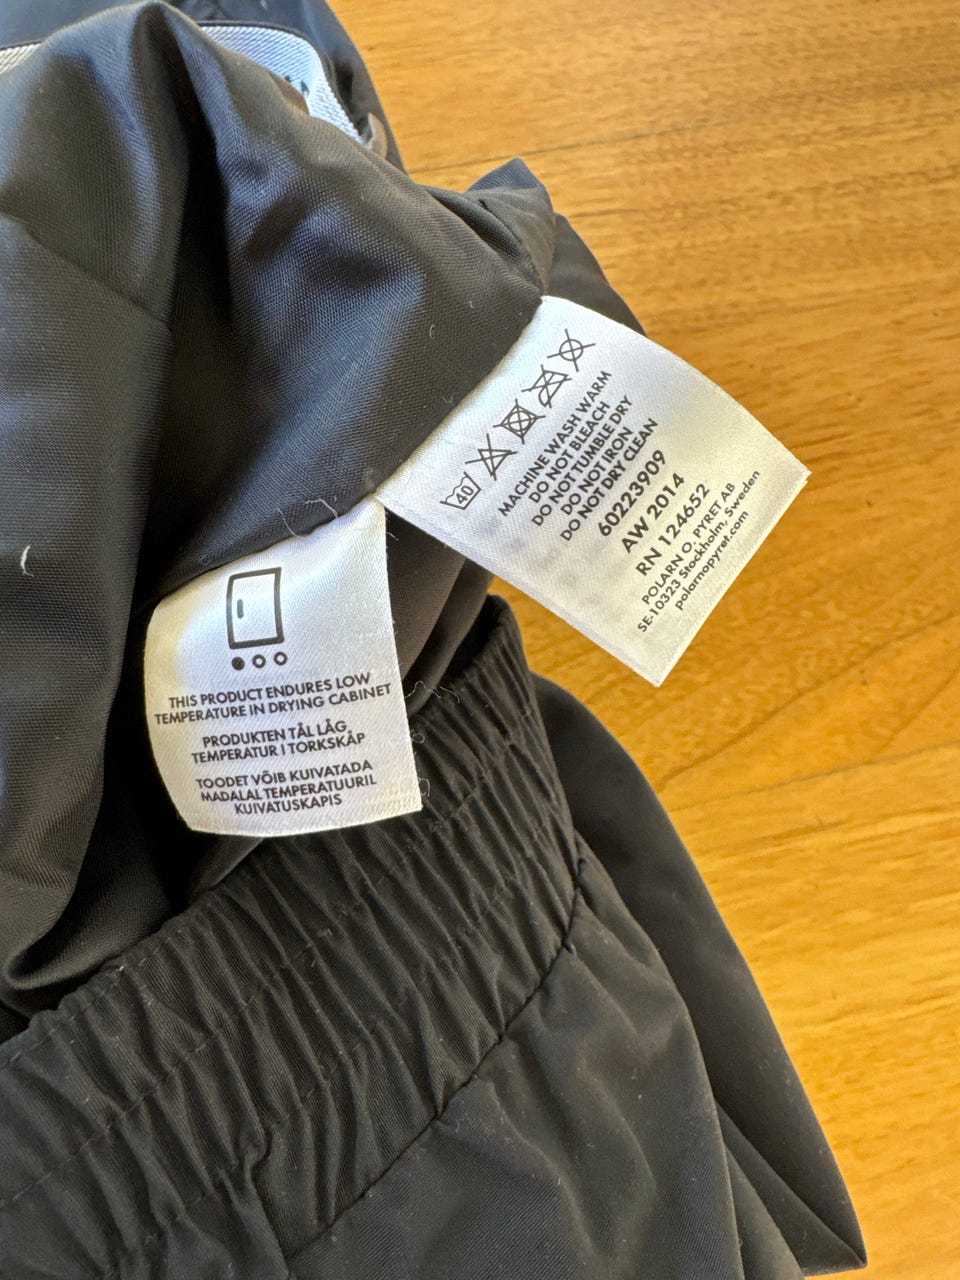 40
MACHINE WASH WARM
DO NOT BLEACH
DO NOT TUMBLE DRY
DO NOT IRON
DO NOT DRY CLEAN
60223909
AW 2014
RN 124652
POLARN O. PYRET AB
SE-10323 Stockholm, Sweden
polarnopyret.com
THIS PRODUCT ENDURES LOW
TEMPERATURE IN DRYING CABINET
PRODUKTEN TÅL LÅG
TEMPERATUR I TORKSKÅP
TOODET VÕIB KUIVATADA
MADALAL TEMPERATUURIL
KUIVATUSKAPIS